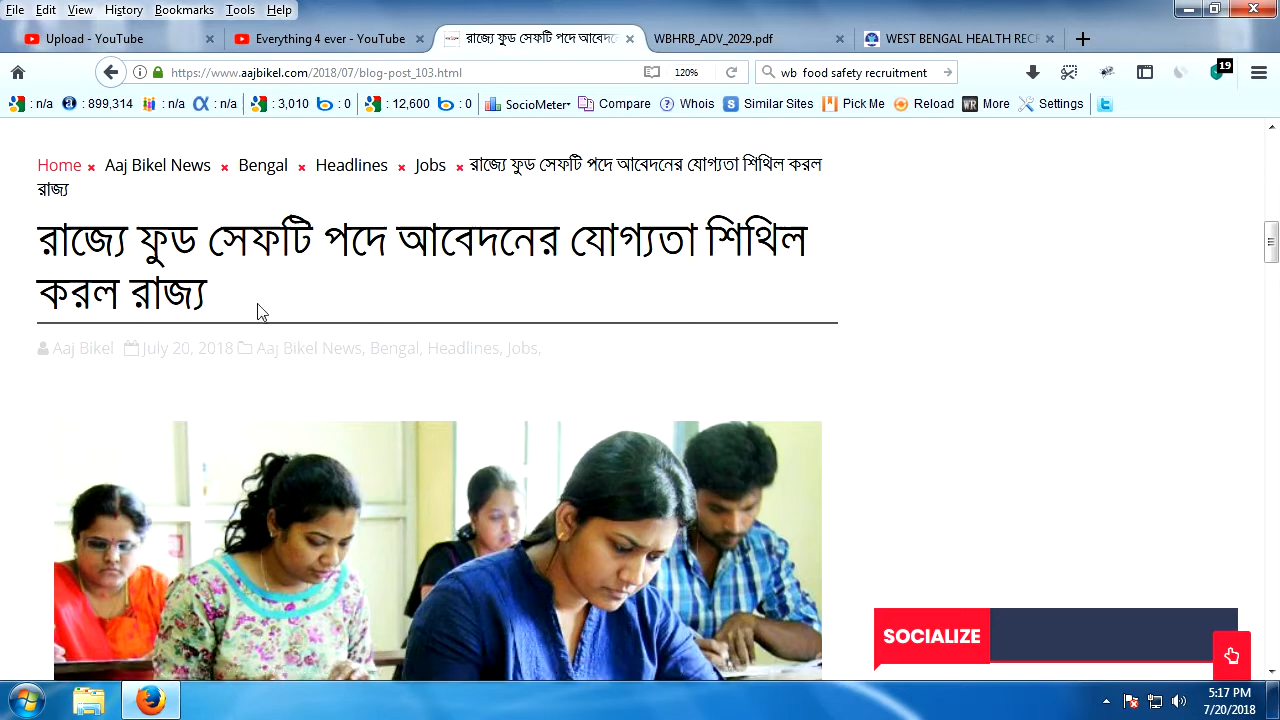 File Edit View History Bookmarks Tools Help
Upload - YouTube Everything 4 ever - YouTube রাজ্যে ফুড সেফটি পদে আবেদনে WBHRB_ADV_2029.pdf WEST BENGAL HEALTH RECR
https://www.aajbikel.com/2018/07/blog-post_103.html 120% wb food safety recruitment 19
: n/a : 899,314 : n/a : n/a : 3,010 : 0 : 12,600 : 0 SocioMeter Compare Whois Similar Sites Pick Me Reload WR More Settings
Home Aaj Bikel News Bengal Headlines Jobs রাজ্যে ফুড সেফটি পদে আবেদনের যোগ্যতা শিথিল করল
রাজ্য
রাজ্যে ফুড সেফটি পদে আবেদনের যোগ্যতা শিথিল
করল রাজ্য
Aaj Bikel July 20, 2018 Aaj Bikel News, Bengal, Headlines, Jobs,
SOCIALIZE
5:17 PM
7/20/2018